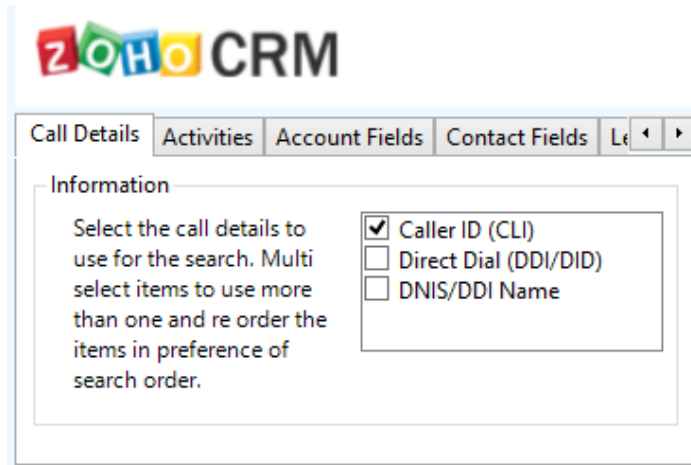 ZOHO CRM
Call Details Activities Account Fields Contact Fields
Information
Select the call details to
use for the search. Multi
select items to use more
than one and re order the
items in preference of
search order.
Caller ID (CLI)
Direct Dial (DDI/DID)
DNIS/DDI Name